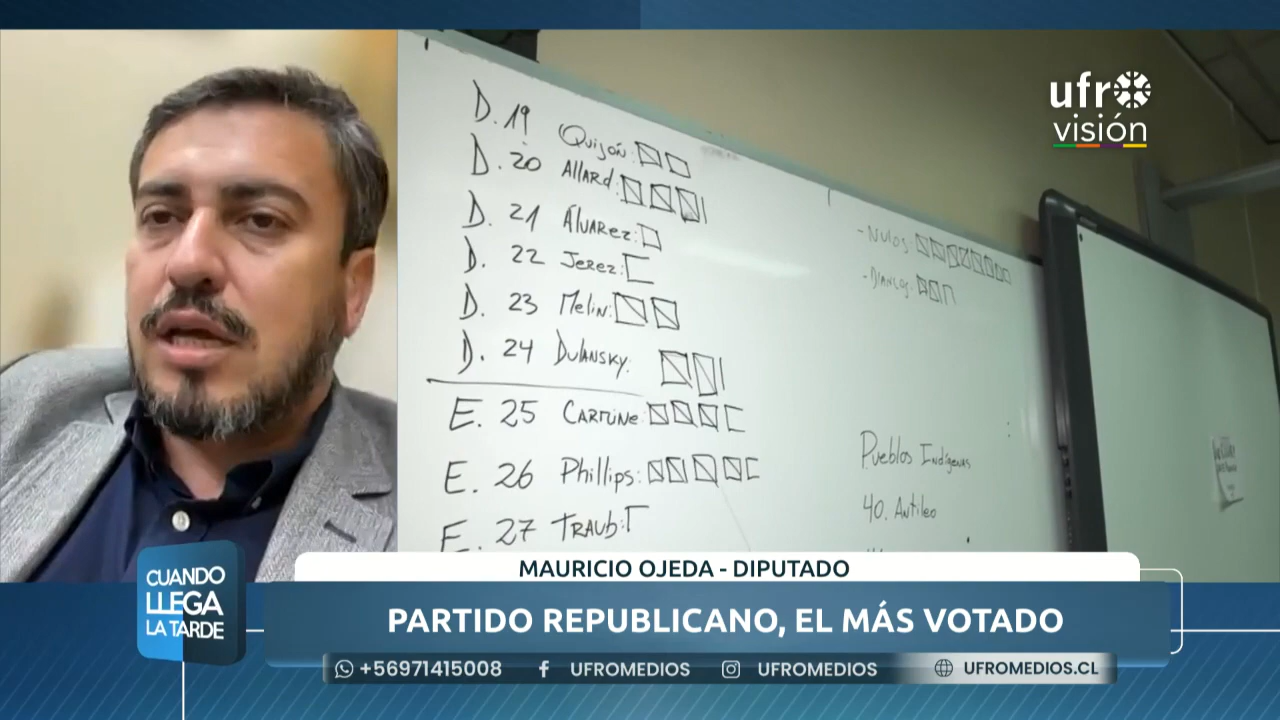 ufro
visión
D. 19 Quijón:
D. 20 Allard:
D. 21 Álvarez:
D. 22 Jerez:
D. 23 Melin:
D. 24 Dulansky:
E. 25 Carmine:
E. 26 Phillips:
E. 27 Traub:
- Nulos:
- Blancos:
Pueblos Indígenas
40. Antileo
MAURICIO OJEDA - DIPUTADO
CUANDO
LLEGA
LA TARDE
PARTIDO REPUBLICANO, EL MÁS VOTADO
+56971415008 UFROMEDIOS UFROMEDIOS UFROMEDIOS.CL